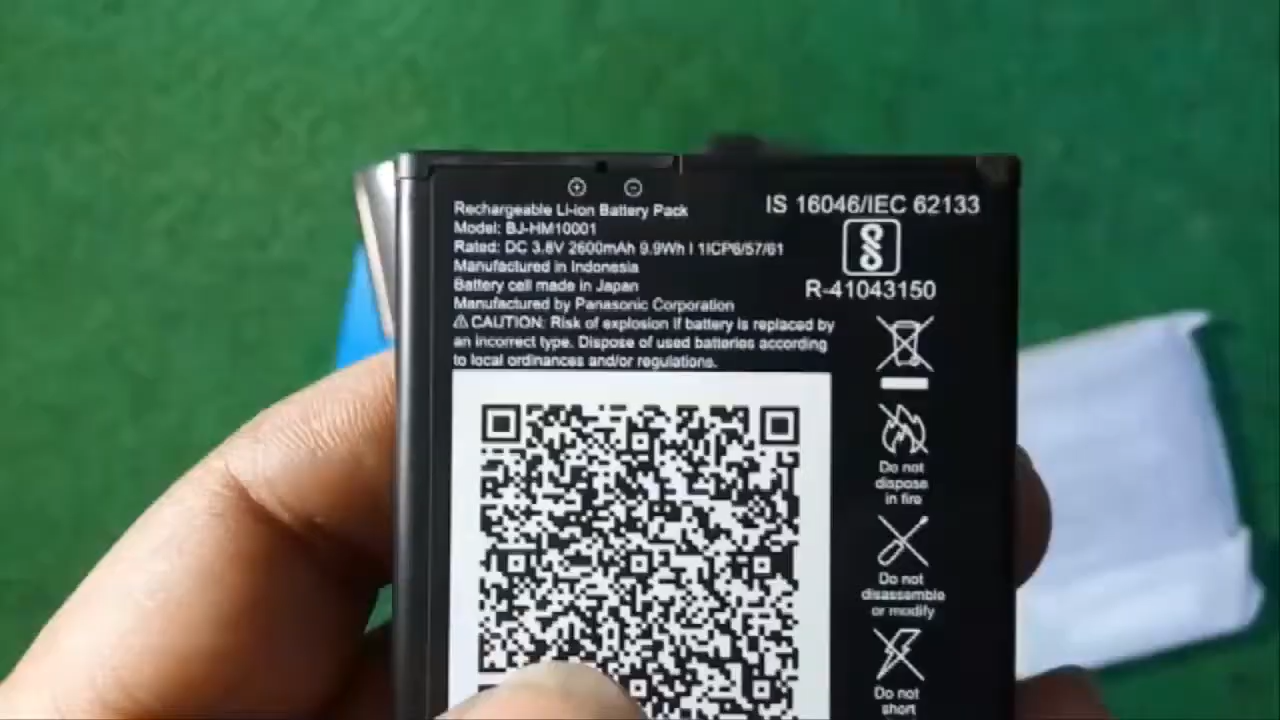 Rechargeable Li-ion Battery Pack
Model: BJ-HM10001
Rated: DC 3.8V 2600mAh 9.9Wh I 1ICP6/57/61
Manufactured in Indonesia
Battery cell made in Japan
Manufactured by Panasonic Corporation
⚠ CAUTION: Risk of explosion if battery is replaced by
an incorrect type. Dispose of used batteries according
to local ordinances and/or regulations.
IS 16046/IEC 62133
R-41043150
Do not
dispose
in fire
Do not
disassemble
or modify
Do not
short